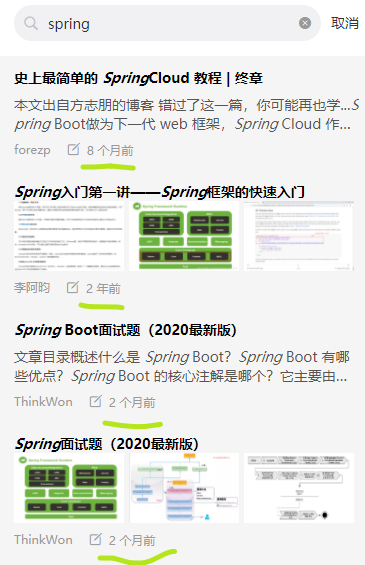 spring
取消
史上最简单的 SpringCloud 教程 | 终章
本文出自方志朋的博客 错过了这一篇，你可能再也学...S
pring Boot做为下一代 web 框架，Spring Cloud 作...
forezp 8 个月前
Spring入门第一讲——Spring框架的快速入门
李阿昀 2 年前
Spring Boot面试题（2020最新版）
文章目录概述什么是 Spring Boot？Spring Boot 有哪
些优点？Spring Boot 的核心注解是哪个？它主要由...
ThinkWon 2 个月前
Spring面试题（2020最新版）
ThinkWon 2 个月前